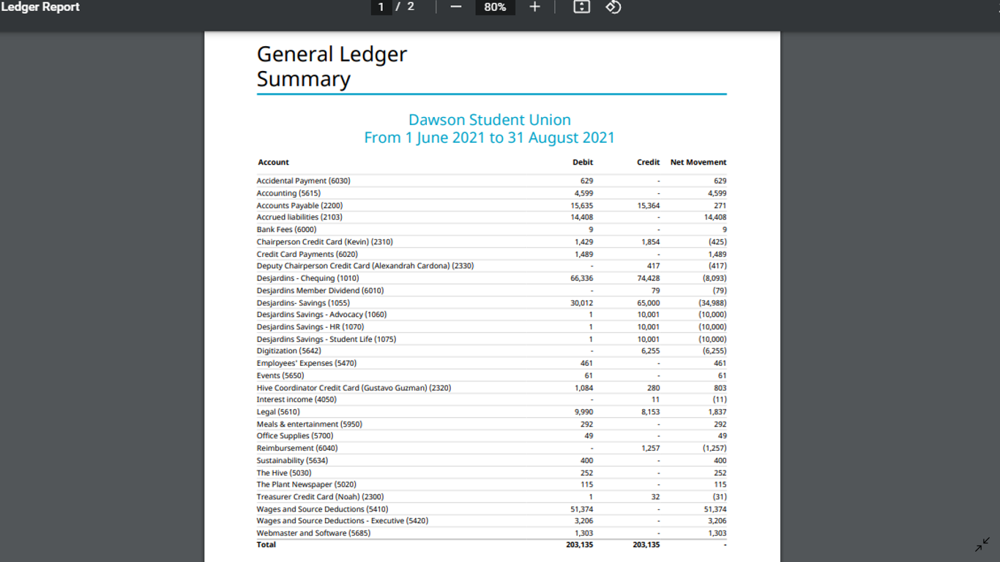 Ledger Report 1 / 2 80%
General Ledger
Summary
Dawson Student Union
From 1 June 2021 to 31 August 2021
Account Debit Credit Net Movement
Accidental Payment (6030) 629 - 629
Accounting (5615) 4,599 - 4,599
Accounts Payable (2200) 15,635 15,364 271
Accrued liabilities (2103) 14,408 - 14,408
Bank Fees (6000) 9 - 9
Chairperson Credit Card (Kevin) (2310) 1,429 1,854 (425)
Credit Card Payments (6020) 1,489 - 1,489
Deputy Chairperson Credit Card (Alexandrah Cardona) (2330) - 417 (417)
Desjardins - Chequing (1010) 66,336 74,428 (8,093)
Desjardins Member Dividend (6010) - 79 (79)
Desjardins- Savings (1055) 30,012 65,000 (34,988)
Desjardins Savings - Advocacy (1060) 1 10,001 (10,000)
Desjardins Savings - HR (1070) 1 10,001 (10,000)
Desjardins Savings - Student Life (1075) 1 10,001 (10,000)
Digitization (5642) - 6,255 (6,255)
Employees' Expenses (5470) 461 - 461
Events (5650) 61 - 61
Hive Coordinator Credit Card (Gustavo Guzman) (2320) 1,084 280 803
Interest income (4050) - 11 (11)
Legal (5610) 9,990 8,153 1,837
Meals & entertainment (5950) 292 - 292
Office Supplies (5700) 49 - 49
Reimbursement (6040) - 1,257 (1,257)
Sustainability (5634) 400 - 400
The Hive (5030) 252 - 252
The Plant Newspaper (5020) 115 - 115
Treasurer Credit Card (Noah) (2300) 1 32 (31)
Wages and Source Deductions (5410) 51,374 - 51,374
Wages and Source Deductions - Executive (5420) 3,206 - 3,206
Webmaster and Software (5685) 1,303 - 1,303
Total 203,135 203,135 -